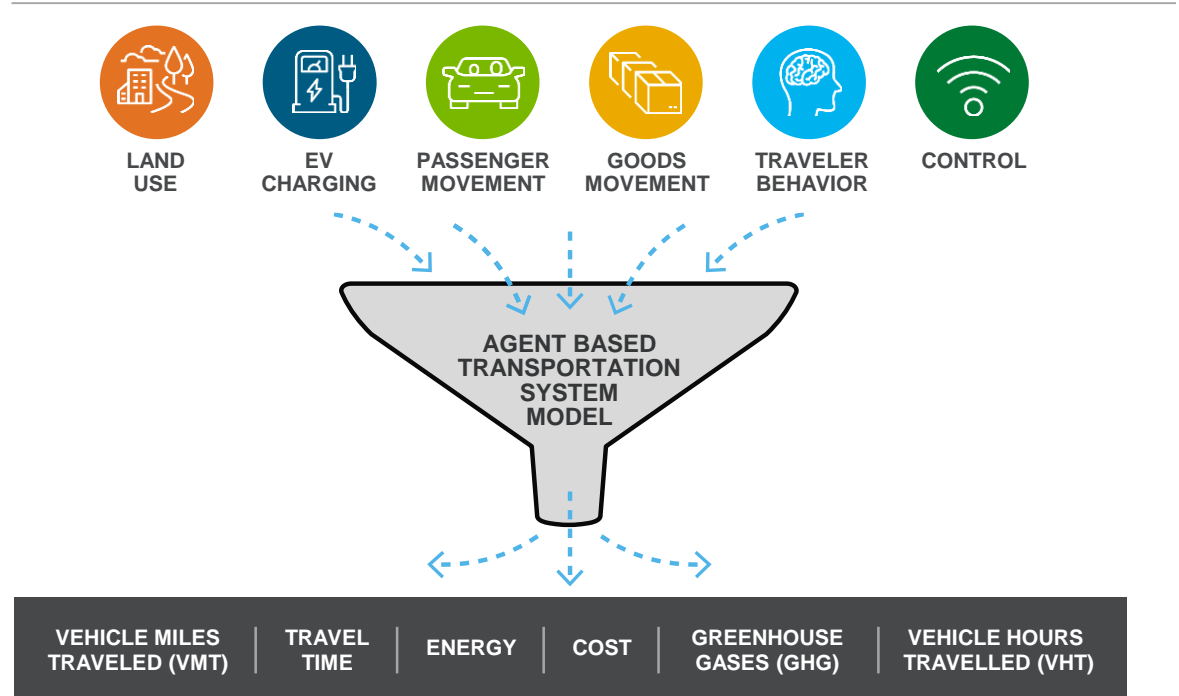 LAND
USE
EV
CHARGING
PASSENGER
MOVEMENT
GOODS
MOVEMENT
TRAVELER
BEHAVIOR
CONTROL
AGENT BASED
TRANSPORTATION
SYSTEM
MODEL
VEHICLE MILES
TRAVELED (VMT)
TRAVEL
TIME
ENERGY
COST
GREENHOUSE
GASES (GHG)
VEHICLE HOURS
TRAVELLED (VHT)